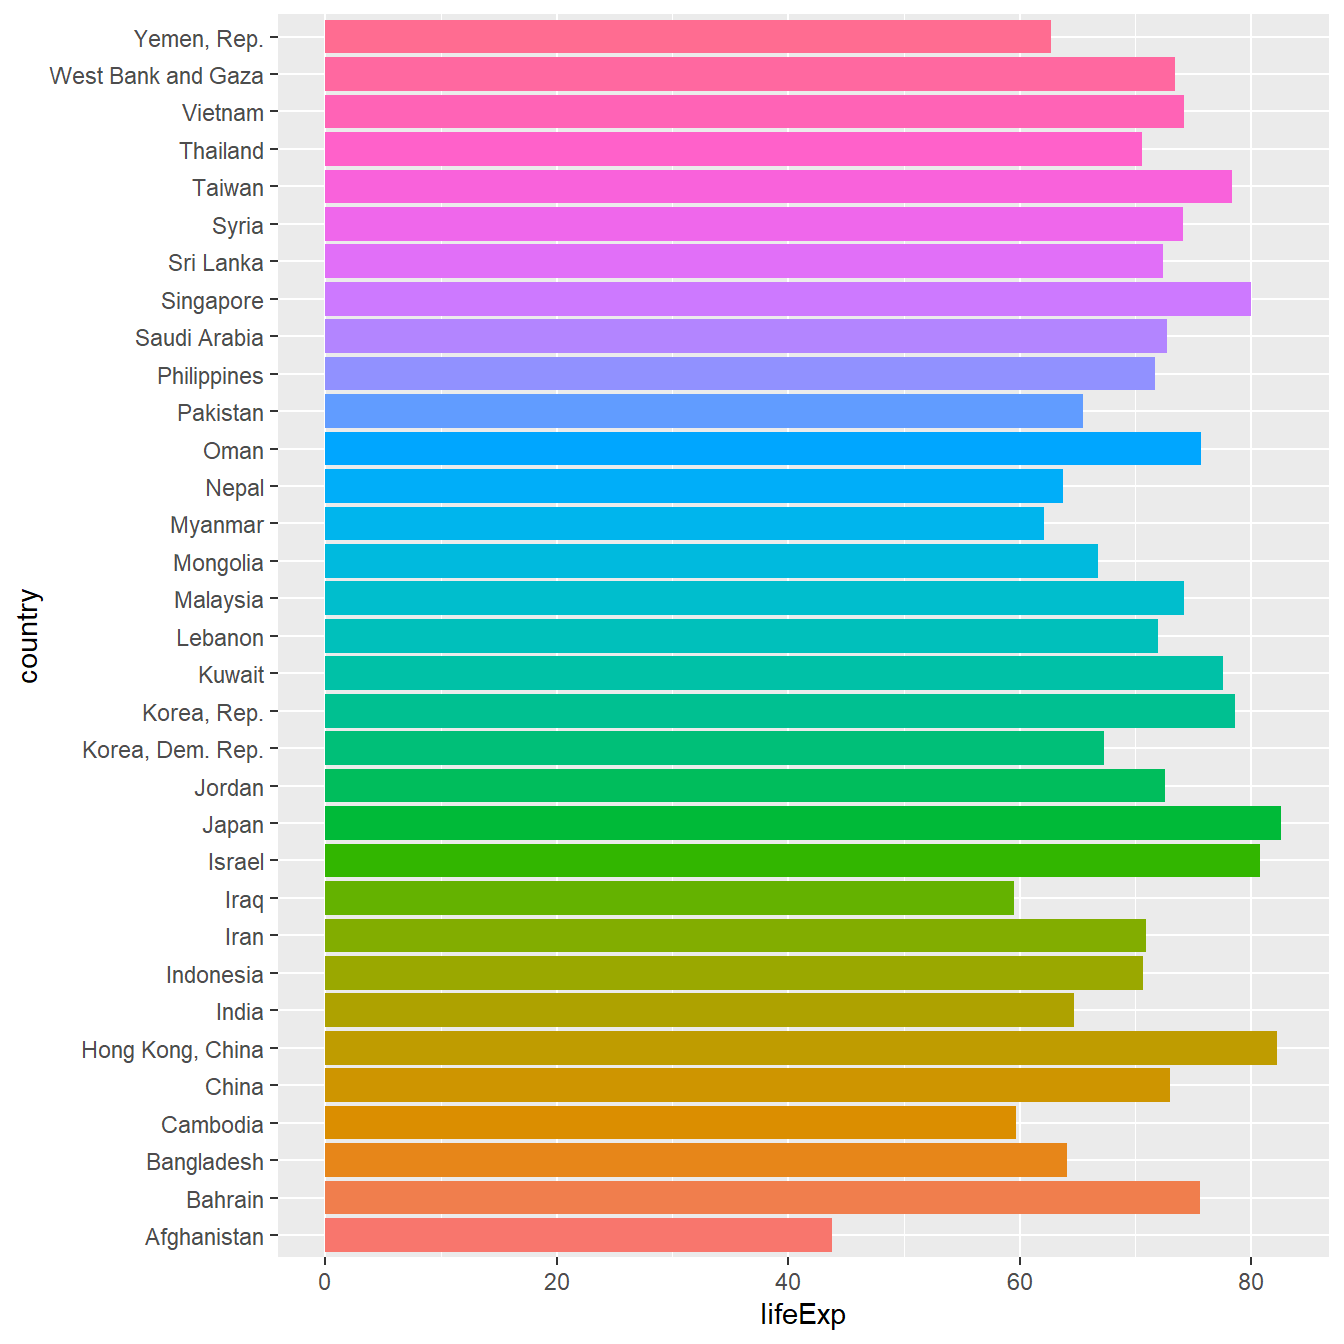 Yemen, Rep.
West Bank and Gaza
Vietnam
Thailand
Taiwan
Syria
Sri Lanka
Singapore
Saudi Arabia
Philippines
Pakistan
Oman
Nepal
Myanmar
Mongolia
Malaysia
Lebanon
Kuwait
Korea, Rep.
Korea, Dem. Rep.
Jordan
Japan
Israel
Iraq
Iran
Indonesia
India
Hong Kong, China
China
Cambodia
Bangladesh
Bahrain
Afghanistan
country
0 20 40 60 80
lifeExp